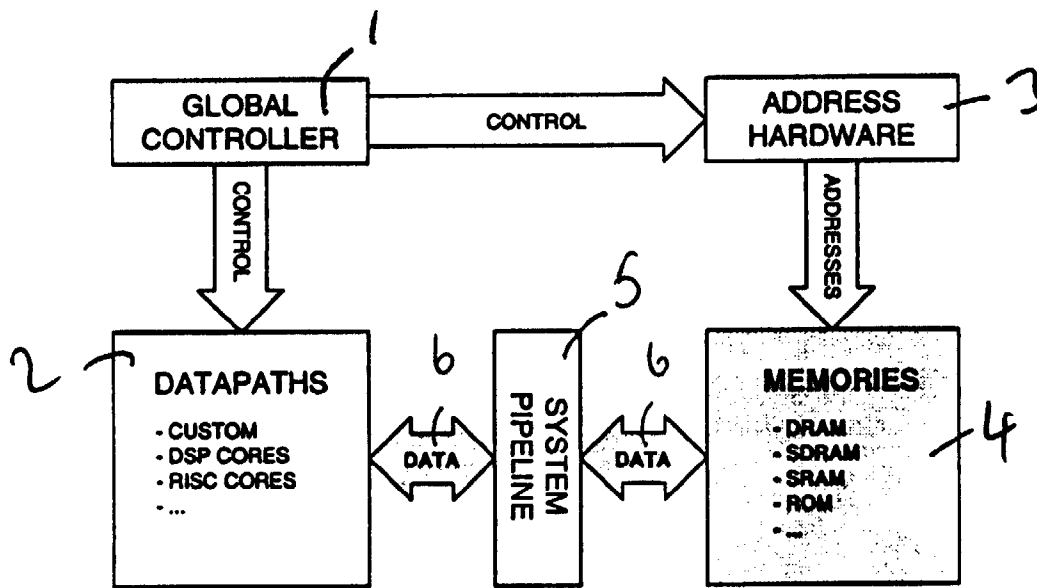 1
GLOBAL
CONTROLLER
CONTROL
ADDRESS
HARDWARE
3
CONTROL
ADDRESSES
2
DATAPATHS
- CUSTOM
- DSP CORES
- RISC CORES
- ...
6
DATA
5
SYSTEM
PIPELINE
6
DATA
MEMORIES
- DRAM
- SDRAM
- SRAM
- ROM
- ...
4